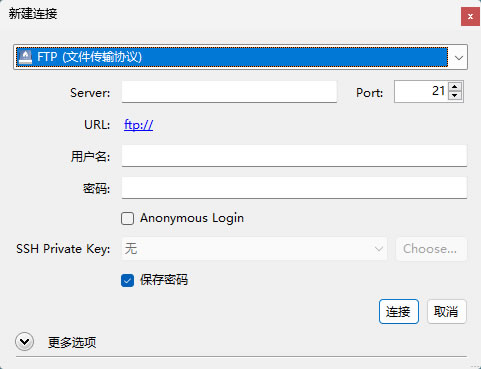 新建连接
FTP (文件传输协议)
Server:
Port: 21
URL: ftp://
用户名:
密码:
Anonymous Login
SSH Private Key: 无 Choose...
保存密码
连接 取消
更多选项